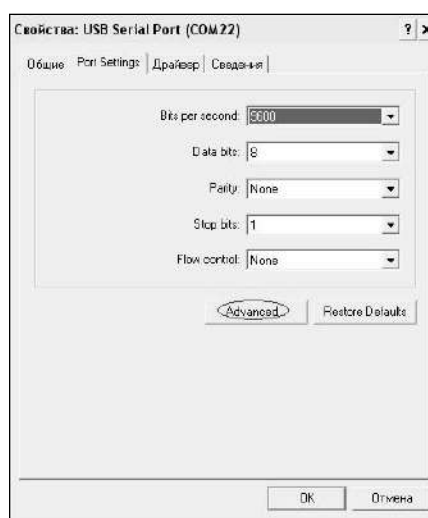 Свойства: USB Serial Port (COM22) ? x
Общие Port Settings Драйвер Сведения
Bits per second: 9600
Data bits: 8
Parity: None
Stop bits: 1
Flow control: None
Advanced Restore Defaults
OK Отмена